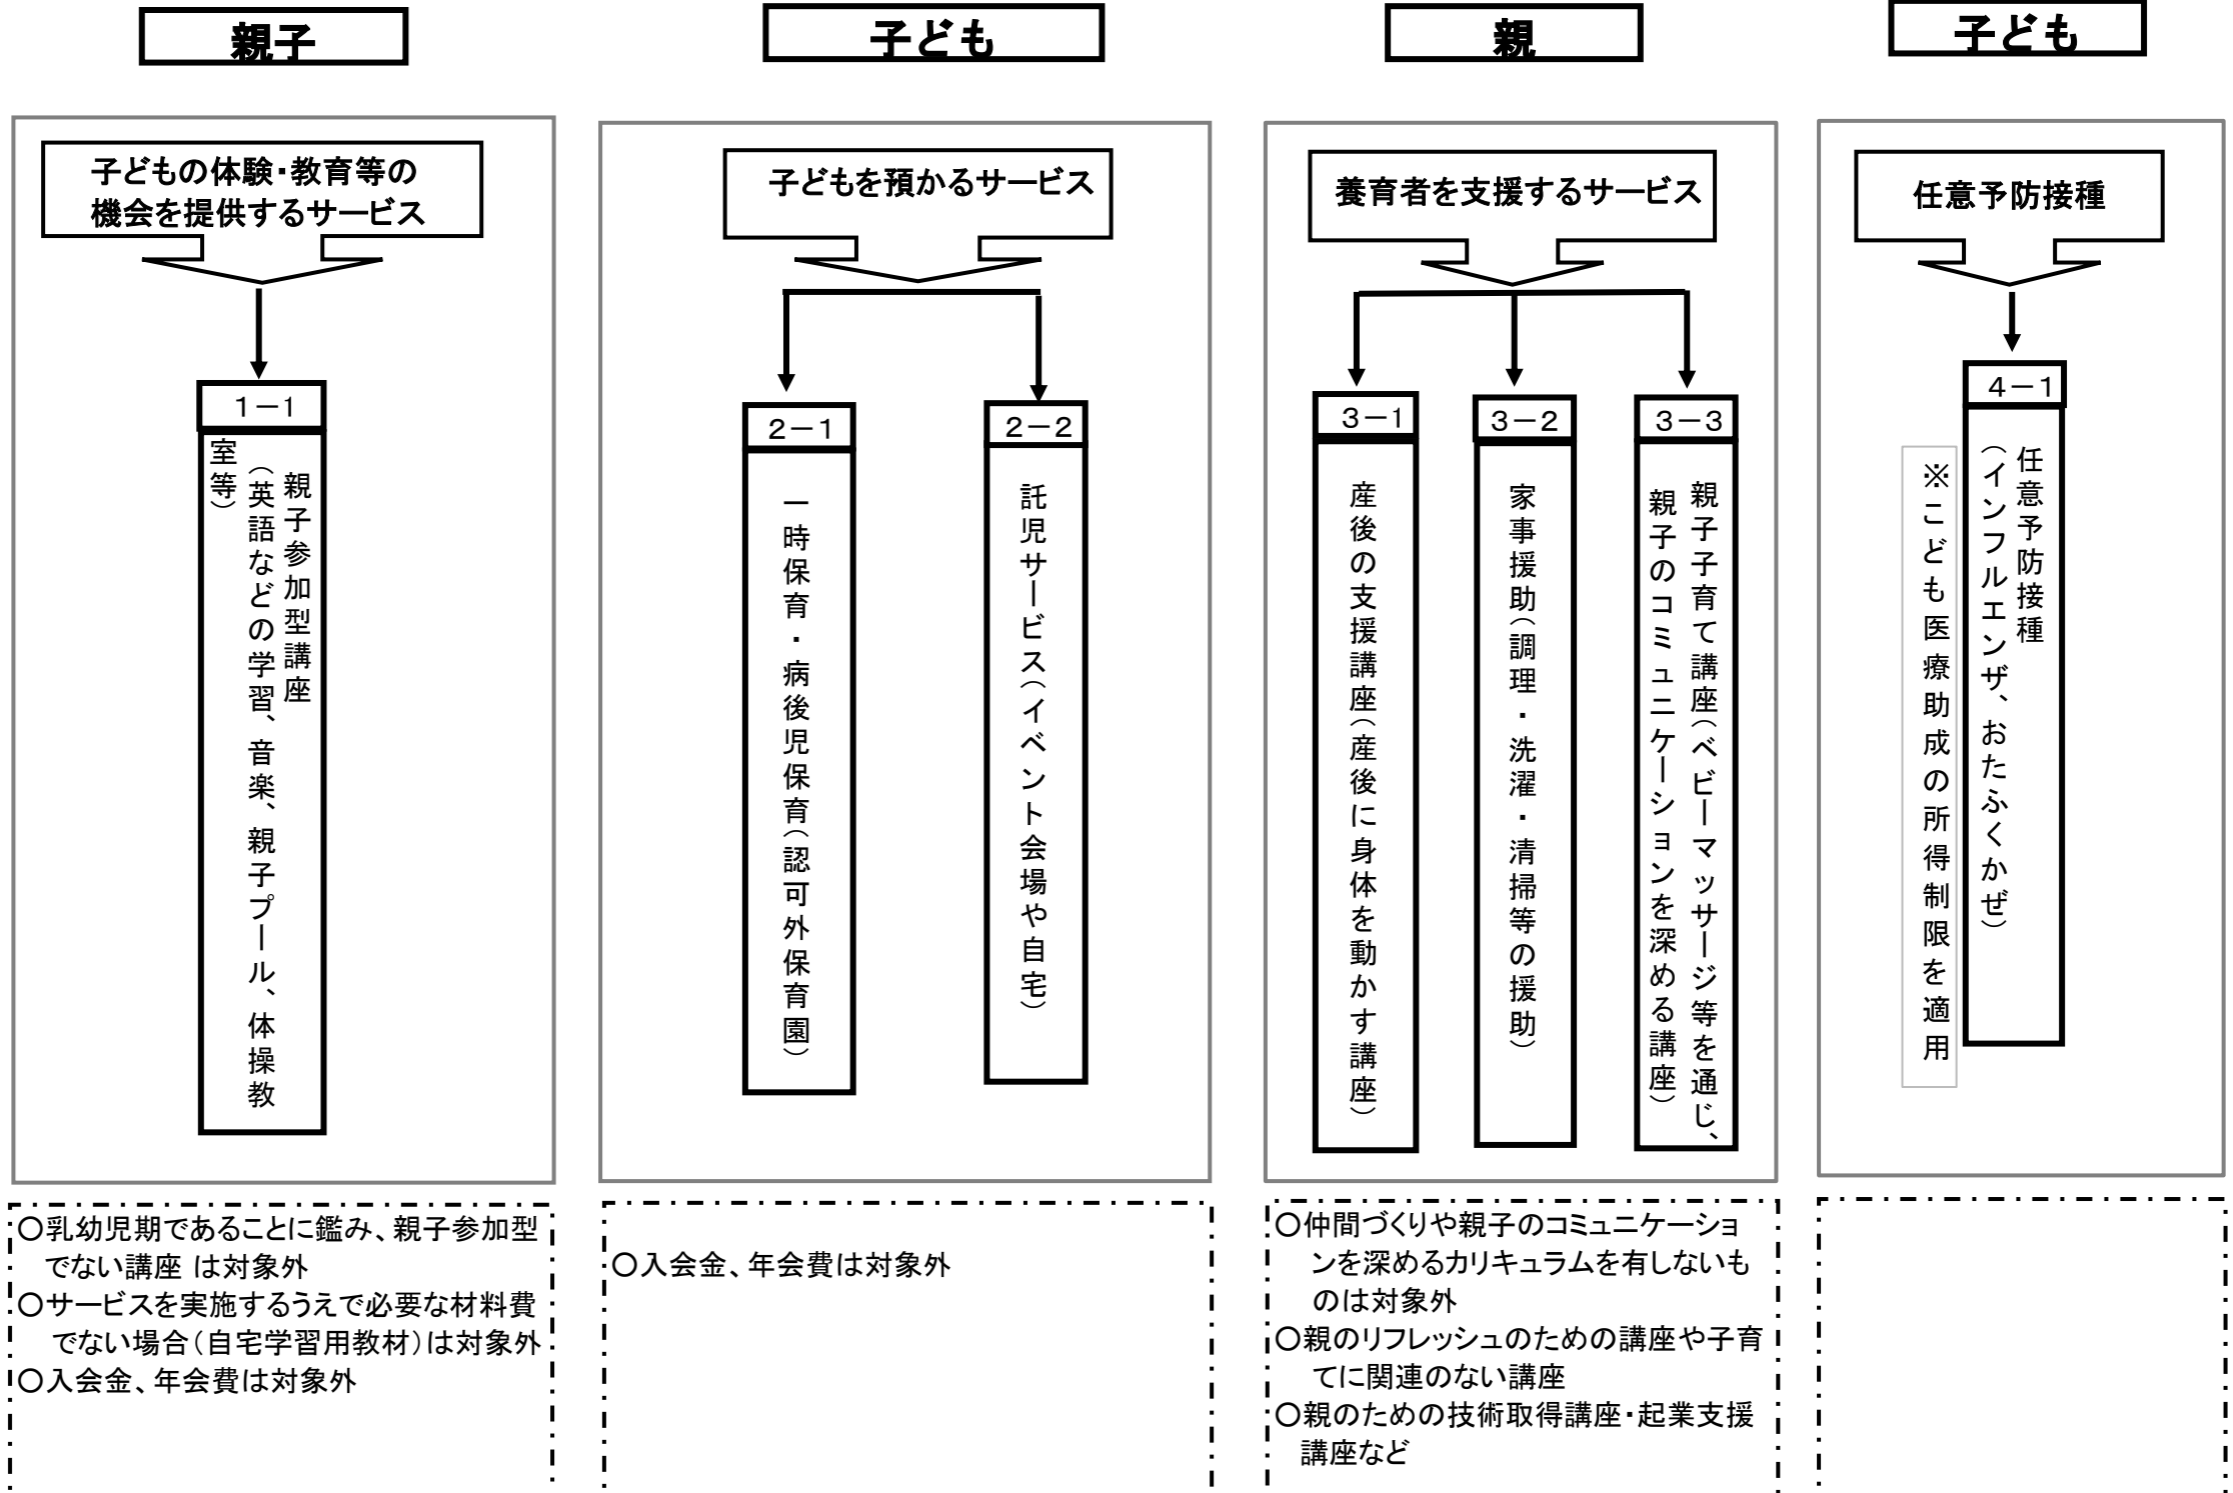 親子
子どもの体験・教育等の
機会を提供するサービス
1－1
親子参加型講座
（英語などの学習、音楽、親子プール、体操教
室等）
○乳幼児期であることに鑑み、親子参加型
でない講座 は対象外
○サービスを実施するうえで必要な材料費
でない場合（自宅学習用教材）は対象外
○入会金、年会費は対象外
子ども
子どもを預かるサービス
2－1
一時保育・病後児保育（認可外保育園）
2－2
託児サービス（イベント会場や自宅）
○入会金、年会費は対象外
親
養育者を支援するサービス
3－1
産後の支援講座（産後に身体を動かす講座）
3－2
家事援助（調理・洗濯・清掃等の援助）
3－3
親子子育て講座（ベビーマッサージ等を通じ、
親子のコミュニケーションを深める講座）
○仲間づくりや親子のコミュニケーショ
ンを深めるカリキュラムを有しないも
のは対象外
○親のリフレッシュのための講座や子育
てに関連のない講座
○親のための技術取得講座・起業支援
講座など
子ども
任意予防接種
4－1
任意予防接種
（インフルエンザ、おたふくかぜ）
※こども医療助成の所得制限を適用